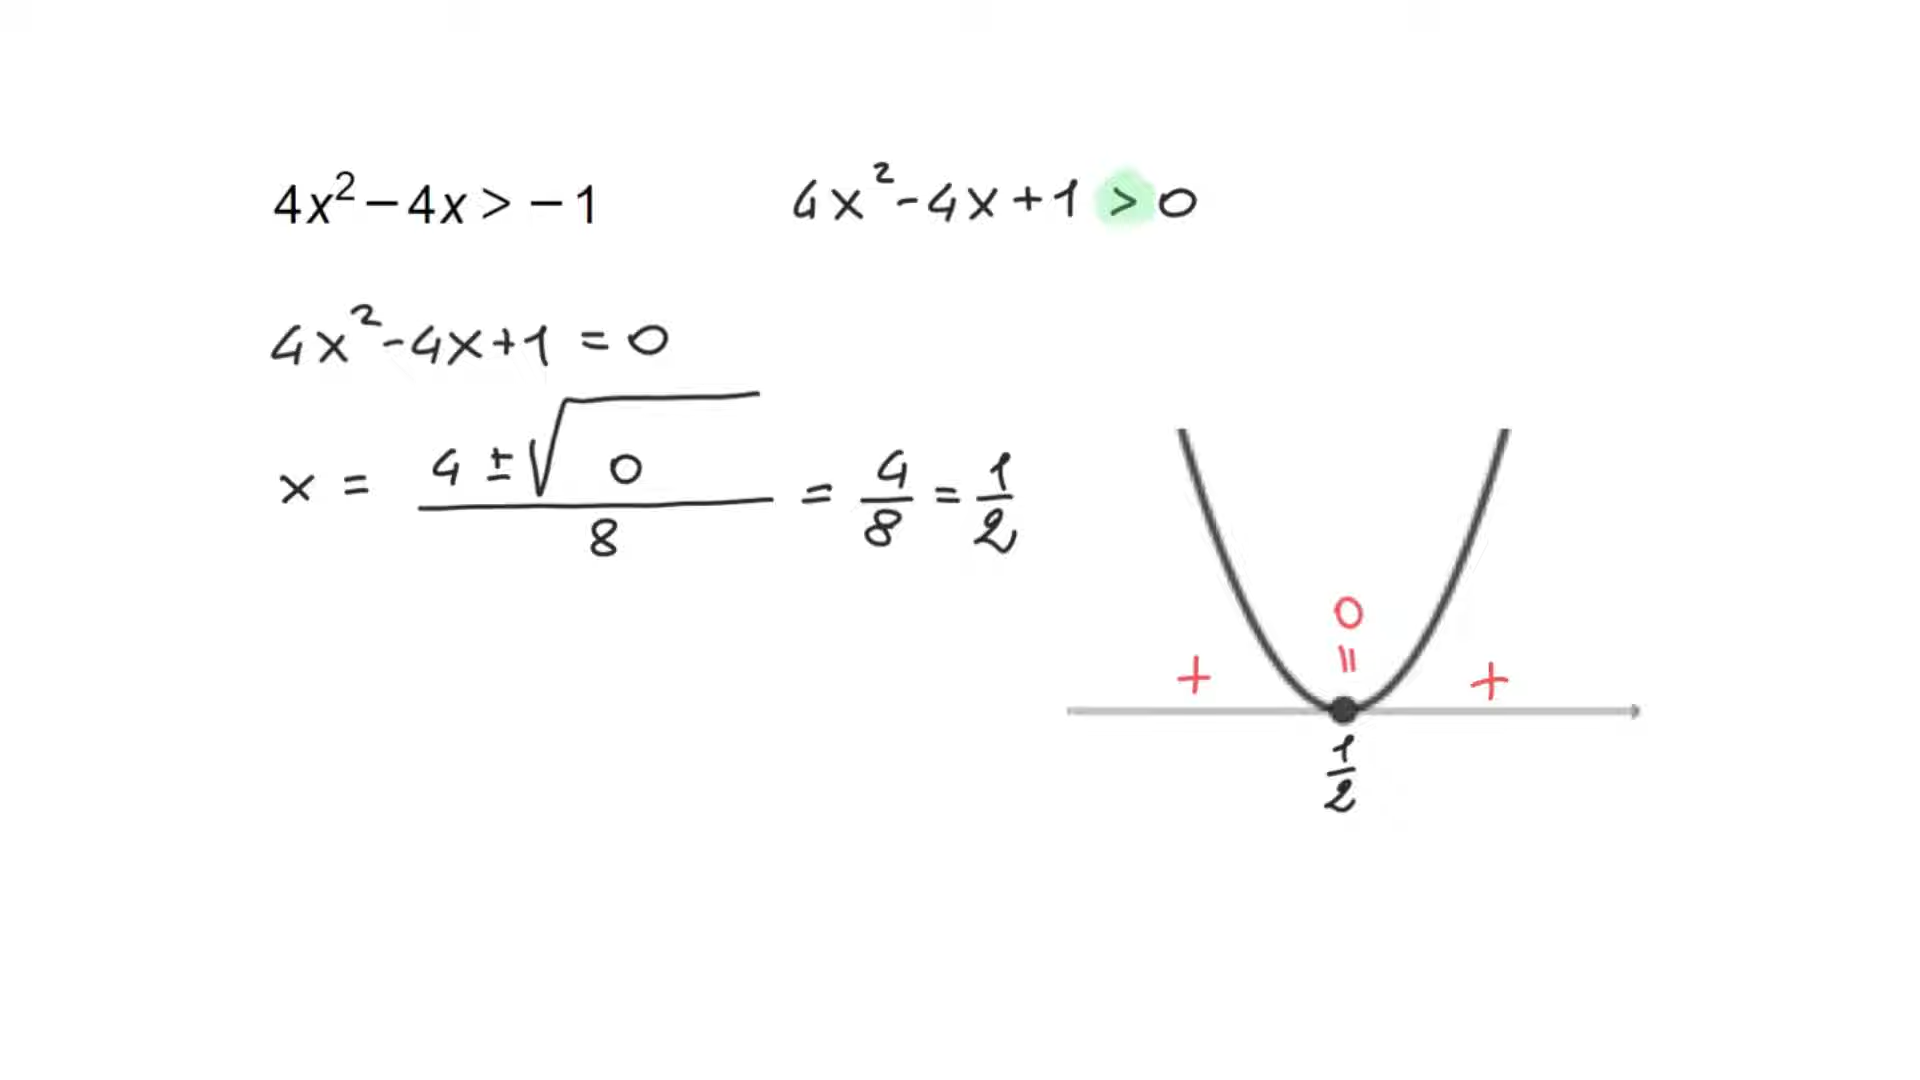 4x² − 4x > − 1
4x² - 4x + 1 > 0
4x² - 4x + 1 = 0
x = (4 ± √0)/8 = 4/8 = 1/2
0
=
+ +
1/2